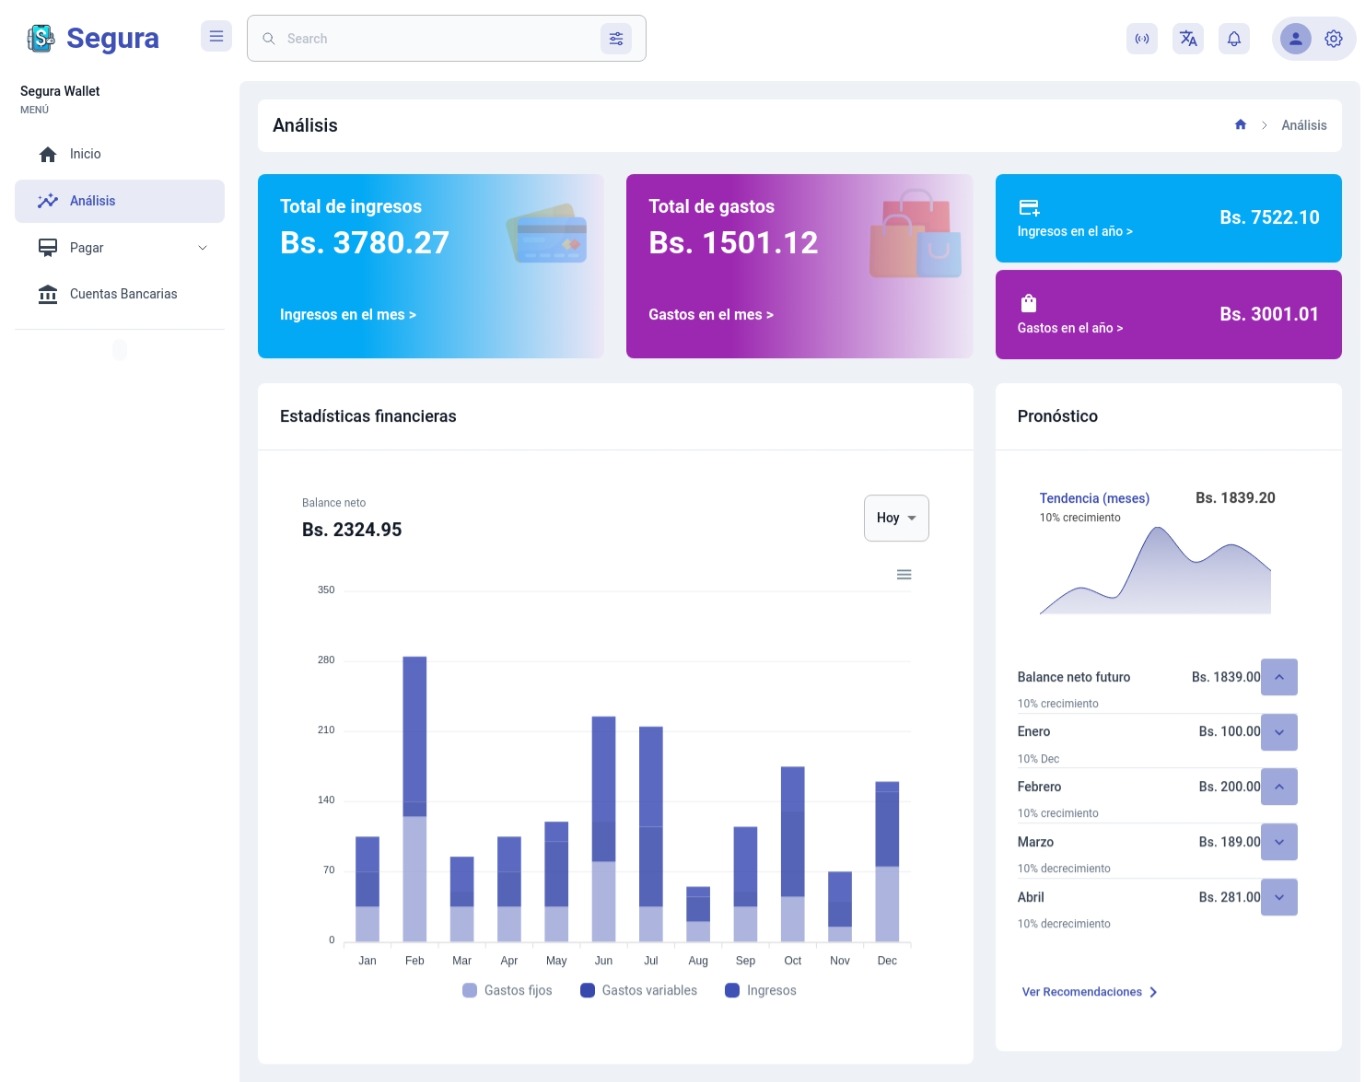 Segura
Search
Segura Wallet
MENÚ
Inicio
Análisis
Pagar
Cuentas Bancarias
Análisis
Análisis
Total de ingresos
Bs. 3780.27
Ingresos en el mes >
Total de gastos
Bs. 1501.12
Gastos en el mes >
Ingresos en el año >
Bs. 7522.10
Gastos en el año >
Bs. 3001.01
Estadísticas financieras
Balance neto
Bs. 2324.95
Hoy
350
280
210
140
70
0
Jan Feb Mar Apr May Jun Jul Aug Sep Oct Nov Dec
Gastos fijos Gastos variables Ingresos
Pronóstico
Tendencia (meses) Bs. 1839.20
10% crecimiento
Balance neto futuro Bs. 1839.00
10% crecimiento
Enero Bs. 100.00
10% Dec
Febrero Bs. 200.00
10% crecimiento
Marzo Bs. 189.00
10% decrecimiento
Abril Bs. 281.00
10% decrecimiento
Ver Recomendaciones